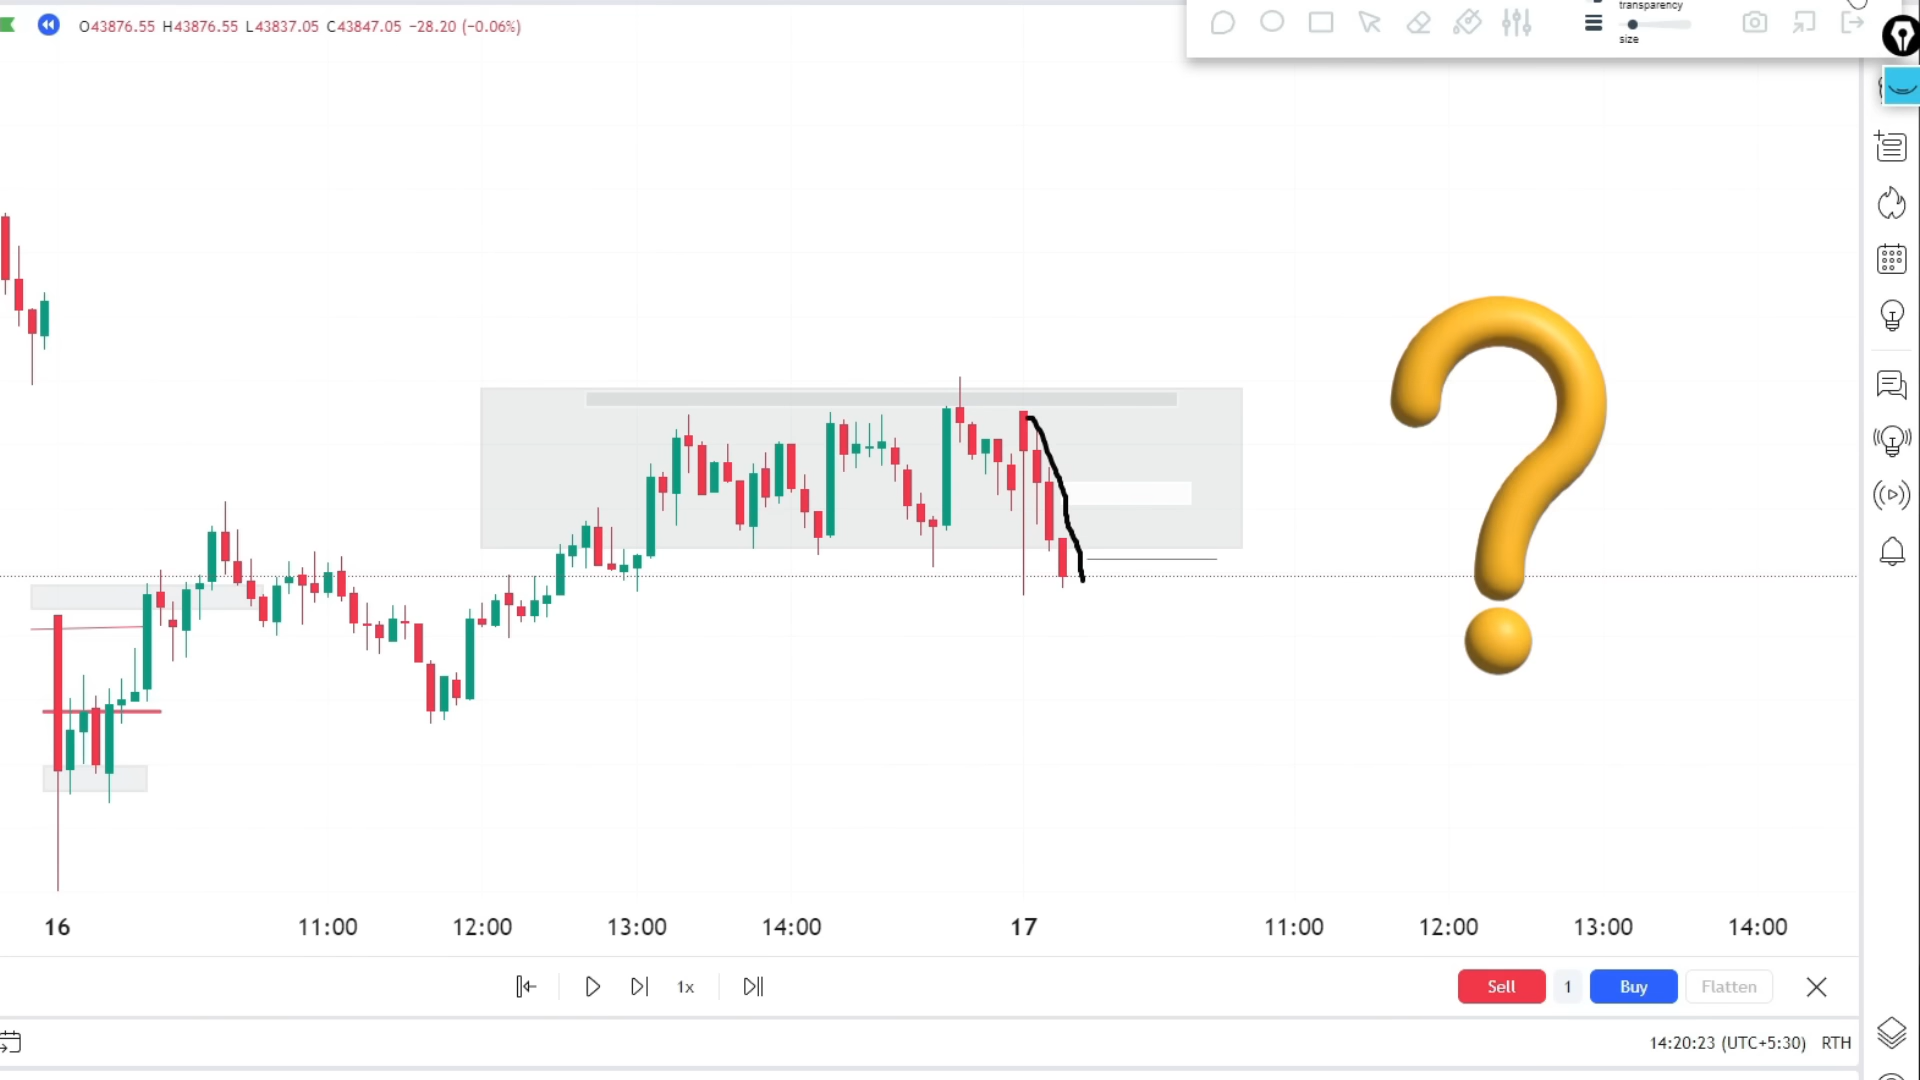 transparency
O43876.55 H43876.55 L43837.05 C43847.05 −28.20 (−0.06%)
size
16 11:00 12:00 13:00 14:00 17 11:00 12:00 13:00 14:00
1x
Sell 1 Buy Flatten
14:20:23 (UTC+5:30) RTH